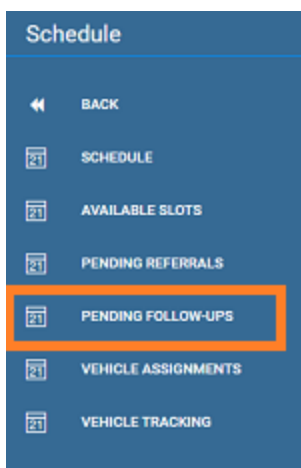 Schedule
BACK
21 SCHEDULE
21 AVAILABLE SLOTS
21 PENDING REFERRALS
21 PENDING FOLLOW-UPS
21 VEHICLE ASSIGNMENTS
21 VEHICLE TRACKING